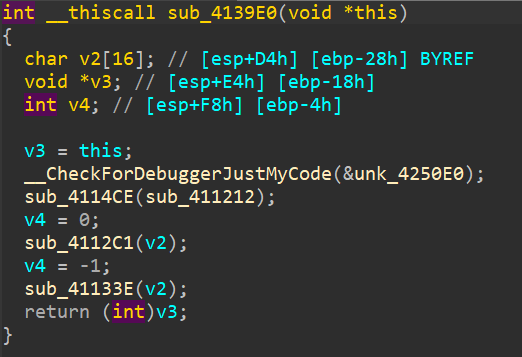 int __thiscall sub_4139E0(void *this)
{
  char v2[16]; // [esp+D4h] [ebp-28h] BYREF
  void *v3; // [esp+E4h] [ebp-18h]
  int v4; // [esp+F8h] [ebp-4h]

  v3 = this;
  __CheckForDebuggerJustMyCode(&unk_4250E0);
  sub_4114CE(sub_411212);
  v4 = 0;
  sub_4112C1(v2);
  v4 = -1;
  sub_41133E(v2);
  return (int)v3;
}